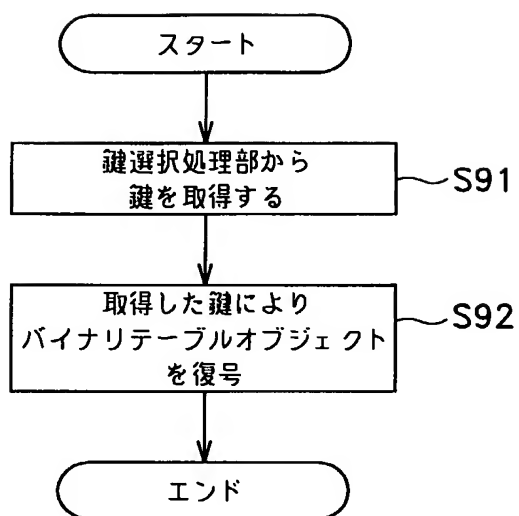 スタート
鍵選択処理部から
鍵を取得する
S91
取得した鍵により
バイナリテーブルオブジェクト
を復号
S92
エンド